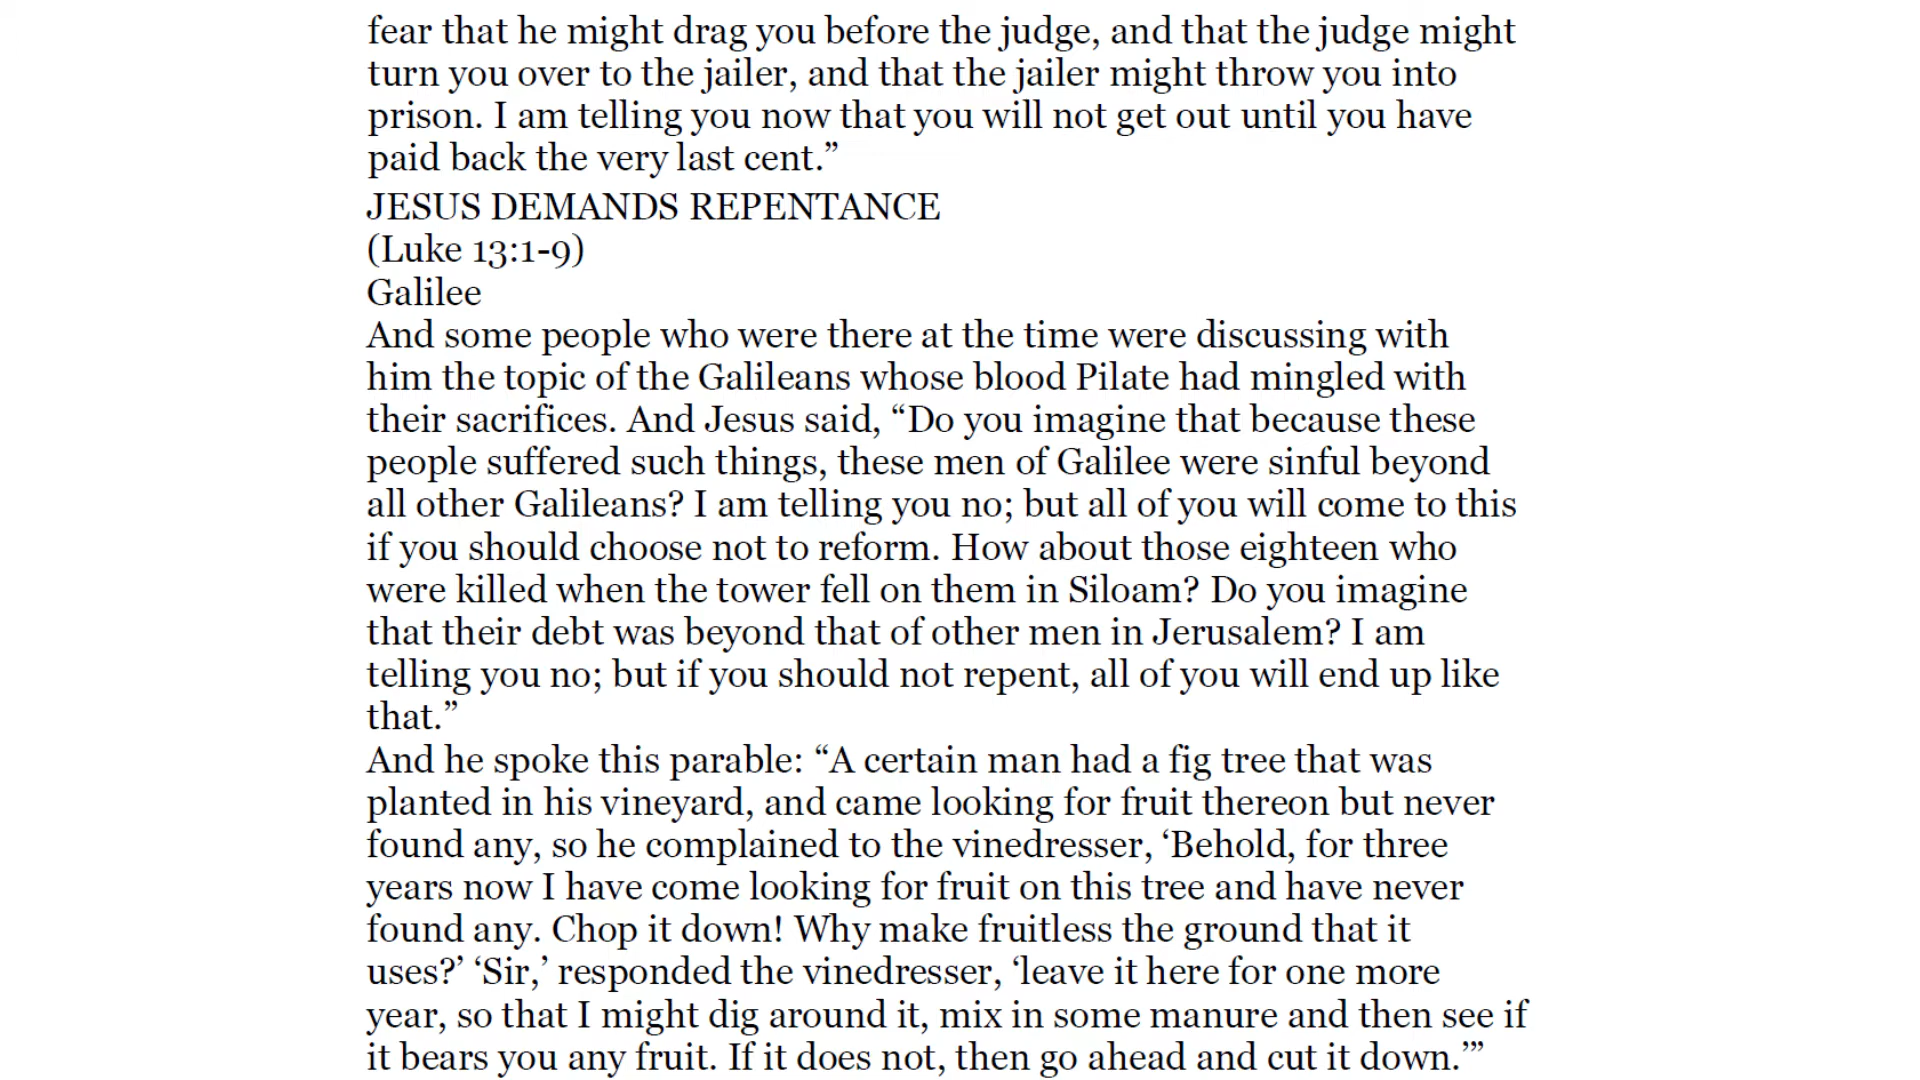 fear that he might drag you before the judge, and that the judge might
turn you over to the jailer, and that the jailer might throw you into
prison. I am telling you now that you will not get out until you have
paid back the very last cent.”
JESUS DEMANDS REPENTANCE
(Luke 13:1-9)
Galilee
And some people who were there at the time were discussing with
him the topic of the Galileans whose blood Pilate had mingled with
their sacrifices. And Jesus said, “Do you imagine that because these
people suffered such things, these men of Galilee were sinful beyond
all other Galileans? I am telling you no; but all of you will come to this
if you should choose not to reform. How about those eighteen who
were killed when the tower fell on them in Siloam? Do you imagine
that their debt was beyond that of other men in Jerusalem? I am
telling you no; but if you should not repent, all of you will end up like
that.”
And he spoke this parable: “A certain man had a fig tree that was
planted in his vineyard, and came looking for fruit thereon but never
found any, so he complained to the vinedresser, ‘Behold, for three
years now I have come looking for fruit on this tree and have never
found any. Chop it down! Why make fruitless the ground that it
uses?’ ‘Sir,’ responded the vinedresser, ‘leave it here for one more
year, so that I might dig around it, mix in some manure and then see if
it bears you any fruit. If it does not, then go ahead and cut it down.’”